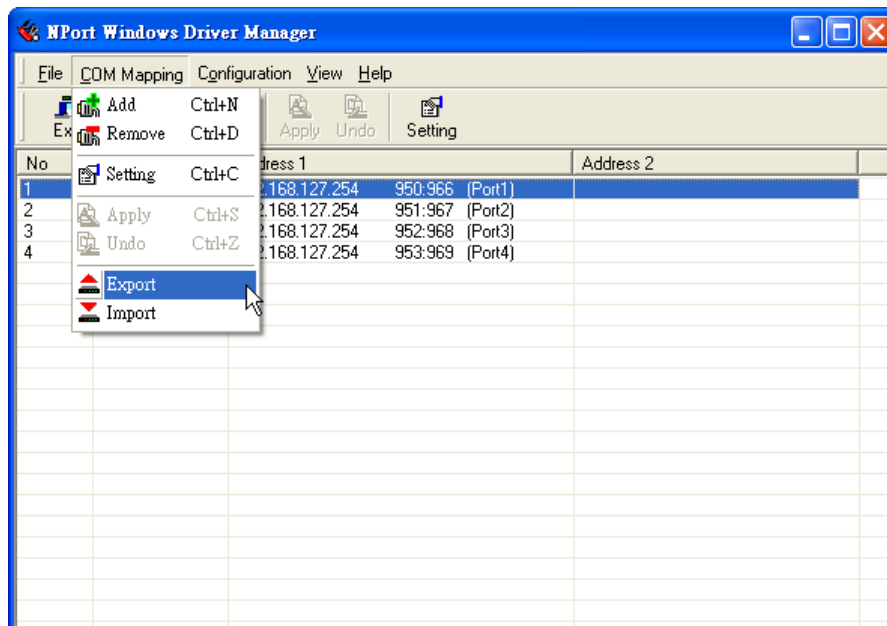 NPort Windows Driver Manager
File COM Mapping Configuration View Help
Add Ctrl+N
Remove Ctrl+D
Setting Ctrl+C
Apply Ctrl+S
Undo Ctrl+Z
Export
Import
Apply Undo Setting
No Address 2
1 .168.127.254 950:966 (Port1)
2 .168.127.254 951:967 (Port2)
3 .168.127.254 952:968 (Port3)
4 .168.127.254 953:969 (Port4)